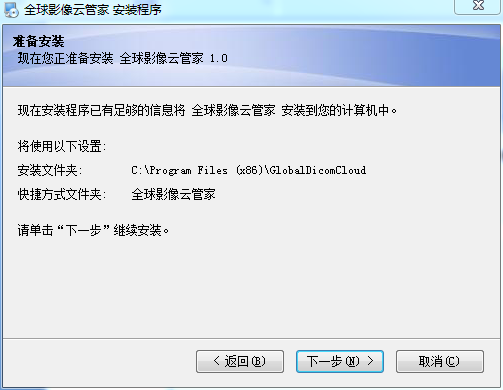 全球影像云管家 安装程序
准备安装
现在您正准备安装 全球影像云管家 1.0
现在安装程序已有足够的信息将 全球影像云管家 安装到您的计算机中。
将使用以下设置:
安装文件夹: C:\Program Files (x86)\GlobalDicomCloud
快捷方式文件夹: 全球影像云管家
请单击“下一步”继续安装。
< 返回(B) 下一步(N) > 取消(C)